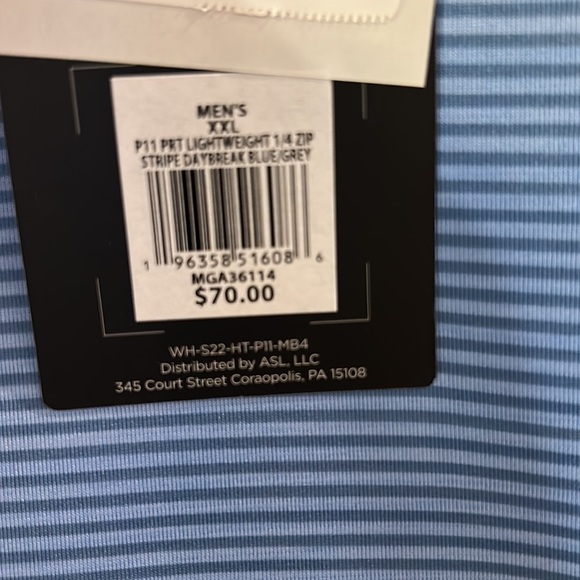 MEN'S
XXL
P11 PRT LIGHTWEIGHT 1/4 ZIP
STRIPE DAYBREAK BLUE/GREY
1 96358 51608 6
MGA36114
$70.00
WH-S22-HT-P11-MB4
Distributed by ASL, LLC
345 Court Street Coraopolis, PA 15108